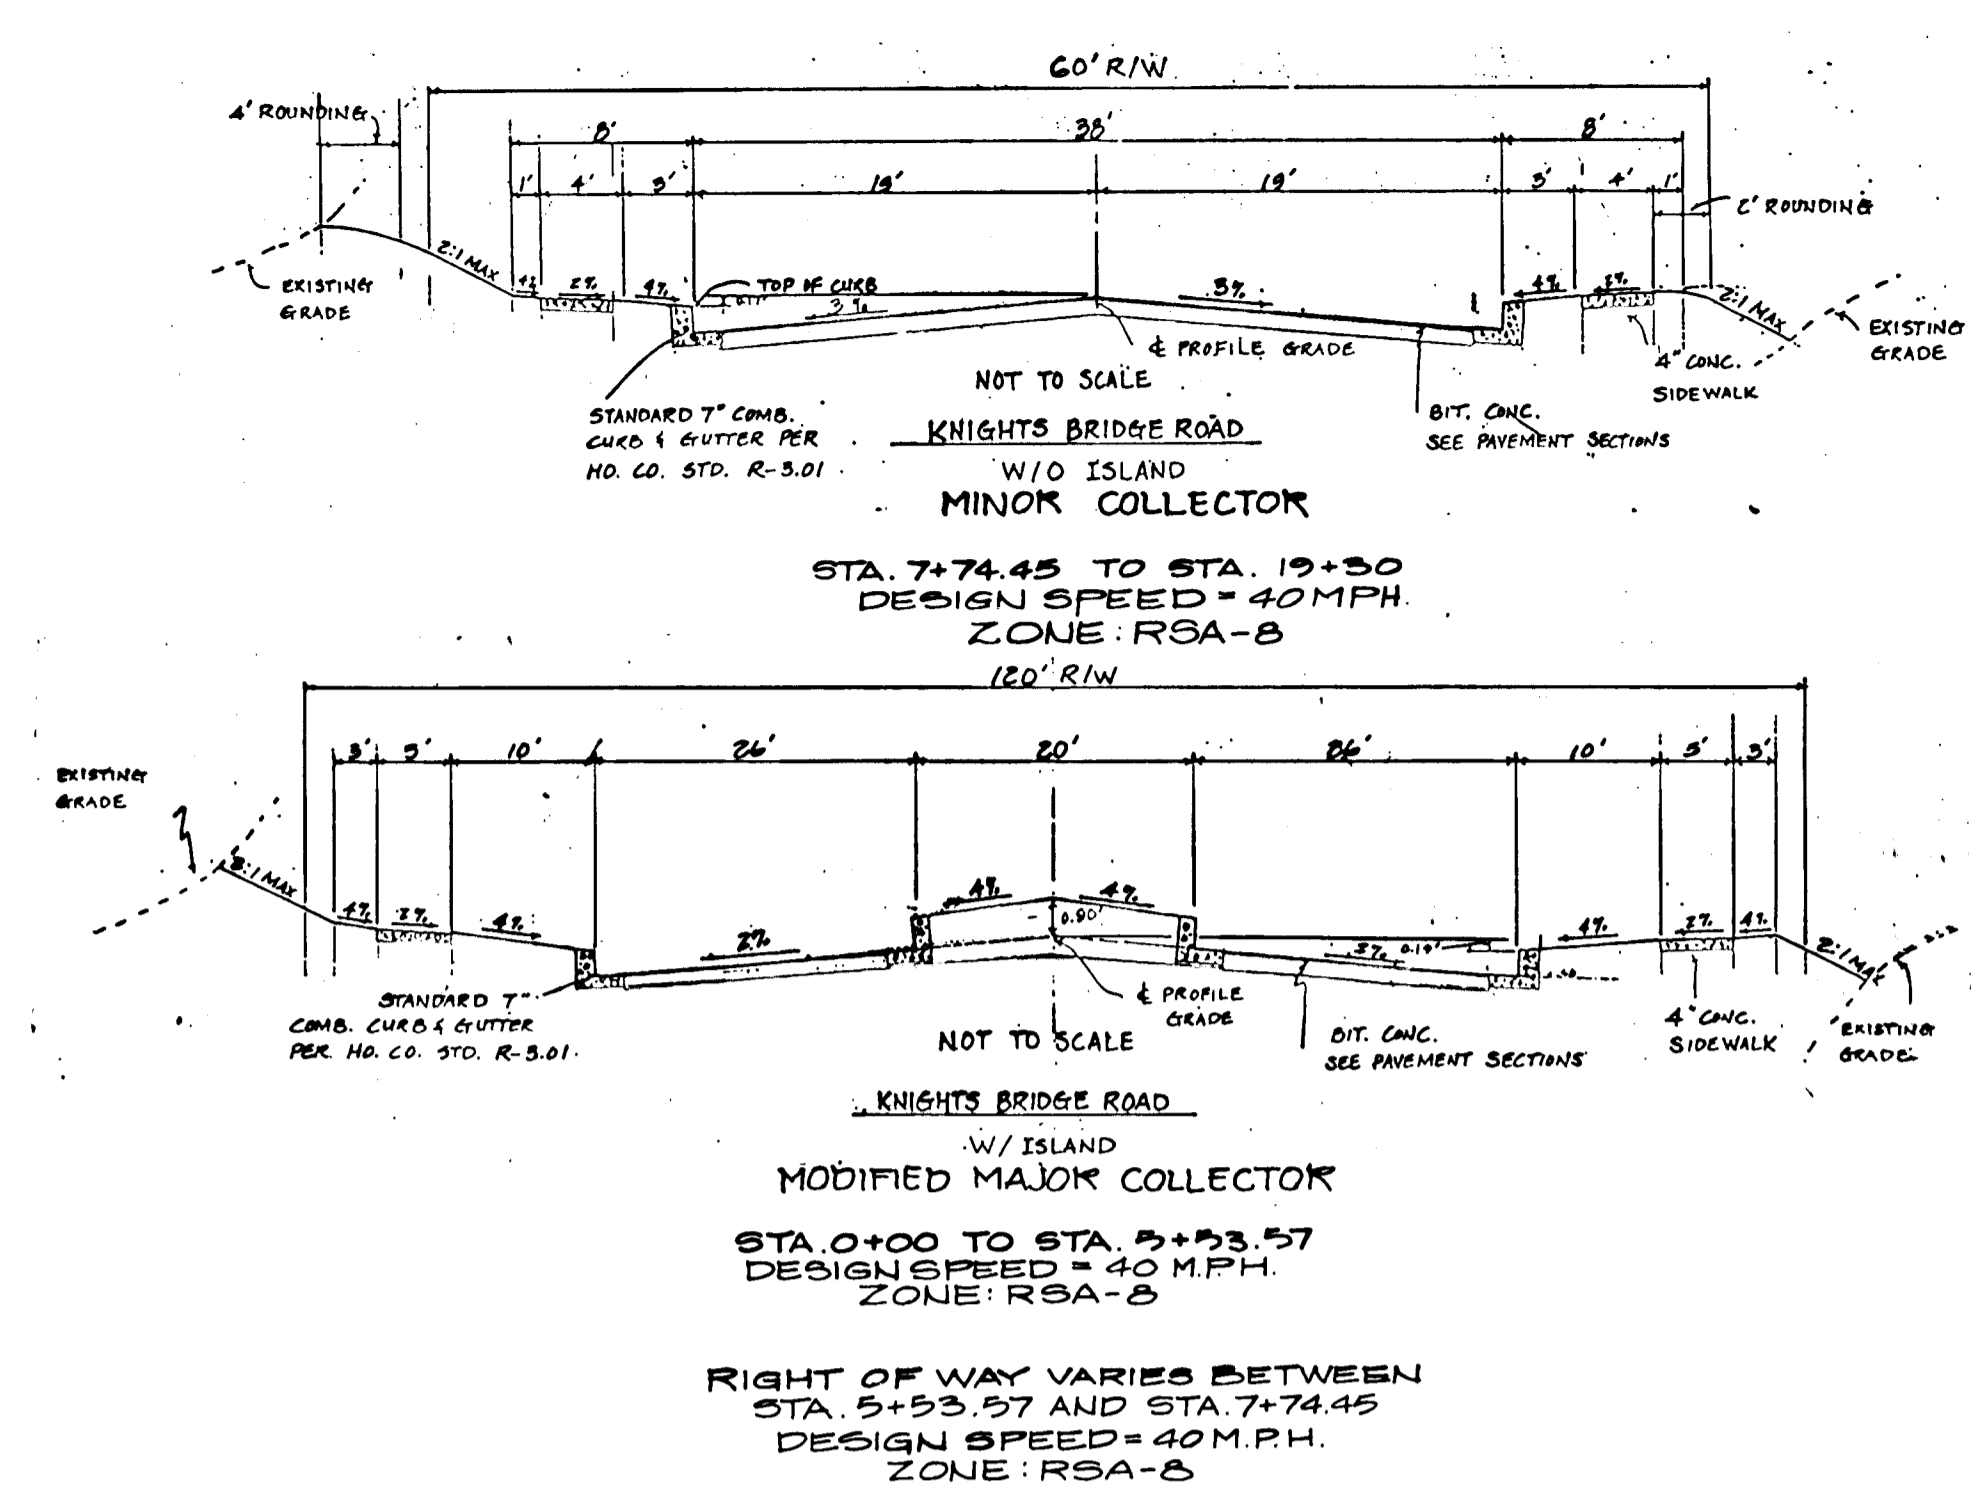 60' R/W
4' ROUNDING
8'
38'
8'
1'
4'
3'
19'
19'
3'
4'
1'
2' ROUNDING
2:1 MAX
4%
2%
4%
TOP OF CURB
3%
3%
4%
2%
2:1 MAX
EXISTING
GRADE
EXISTING
GRADE
℄ PROFILE GRADE
4" CONC.
SIDEWALK
NOT TO SCALE
STANDARD 7" COMB.
CURB & GUTTER PER
HO. CO. STD. R-3.01
BIT. CONC.
SEE PAVEMENT SECTIONS
KNIGHTS BRIDGE ROAD
W/O ISLAND
MINOR COLLECTOR
STA. 7+74.45 TO STA. 19+30
DESIGN SPEED = 40 MPH.
ZONE: RSA-8
120' R/W
3'
5'
10'
26'
20'
26'
10'
5'
3'
EXISTING
GRADE
2:1 MAX
4%
2%
4%
2%
4%
4%
0.90'
2%
4%
2%
4%
2:1 MAX
STANDARD 7"
COMB. CURB & GUTTER
PER. HO. CO. STD. R-3.01.
℄ PROFILE
GRADE
NOT TO SCALE
BIT. CONC.
SEE PAVEMENT SECTIONS
4" CONC.
SIDEWALK
EXISTING
GRADE
KNIGHTS BRIDGE ROAD
W/ ISLAND
MODIFIED MAJOR COLLECTOR
STA. 0+00 TO STA. 5+53.57
DESIGN SPEED = 40 M.P.H.
ZONE: RSA-8
RIGHT OF WAY VARIES BETWEEN
STA. 5+53.57 AND STA. 7+74.45
DESIGN SPEED = 40 M.P.H.
ZONE: RSA-8